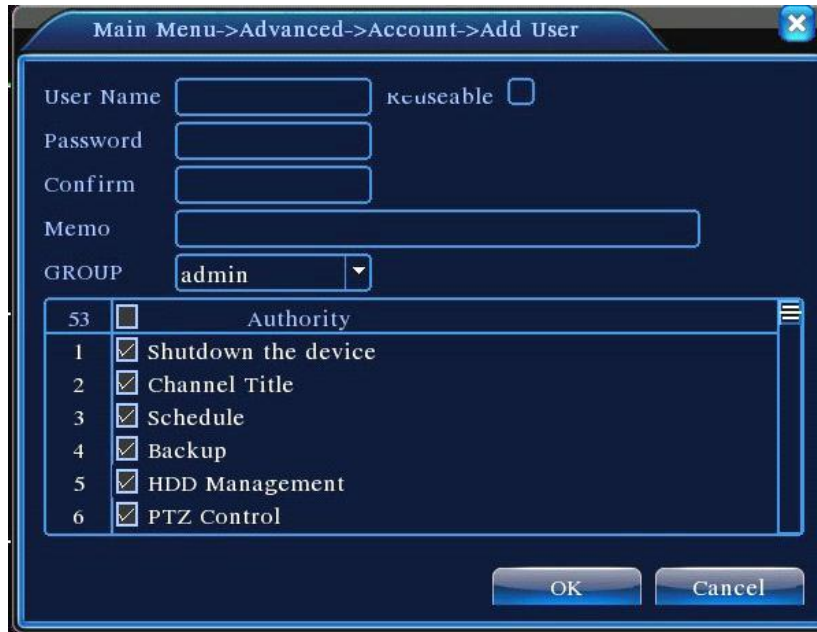 Main Menu->Advanced->Account->Add User
User Name Reuseable
Password
Confirm
Memo
GROUP admin
53 Authority
1 Shutdown the device
2 Channel Title
3 Schedule
4 Backup
5 HDD Management
6 PTZ Control
OK Cancel